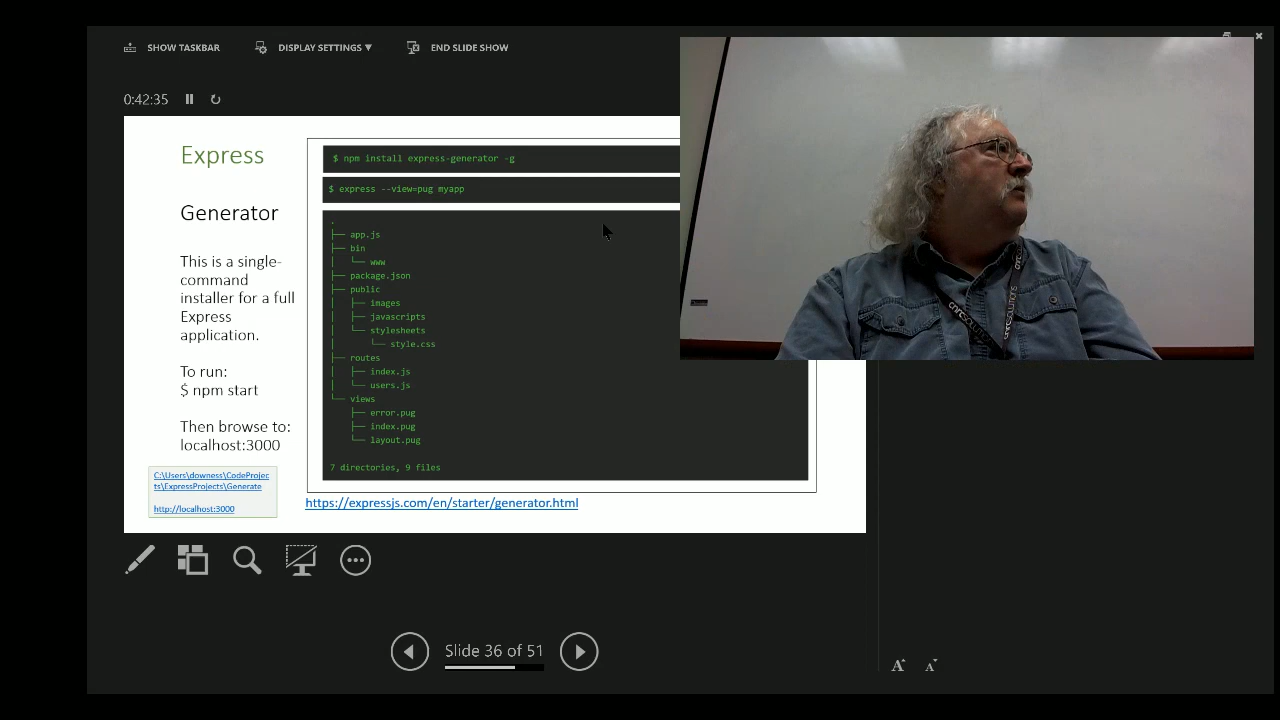 SHOW TASKBAR
DISPLAY SETTINGS ▼
END SLIDE SHOW
0:42:35
Express
Generator
This is a single-
command
installer for a full
Express
application.
To run:
$ npm start
Then browse to:
localhost:3000
C:\Users\downess\CodeProjec
ts\ExpressProjects\Generate
http://localhost:3000
$ npm install express-generator -g
$ express --view=pug myapp
.
├── app.js
├── bin
│   └── www
├── package.json
├── public
│   ├── images
│   ├── javascripts
│   └── stylesheets
│       └── style.css
├── routes
│   ├── index.js
│   └── users.js
└── views
    ├── error.pug
    ├── index.pug
    └── layout.pug
7 directories, 9 files
https://expressjs.com/en/starter/generator.html
cnrcsolutions
cnrcsolutions
Slide 36 of 51
A
A